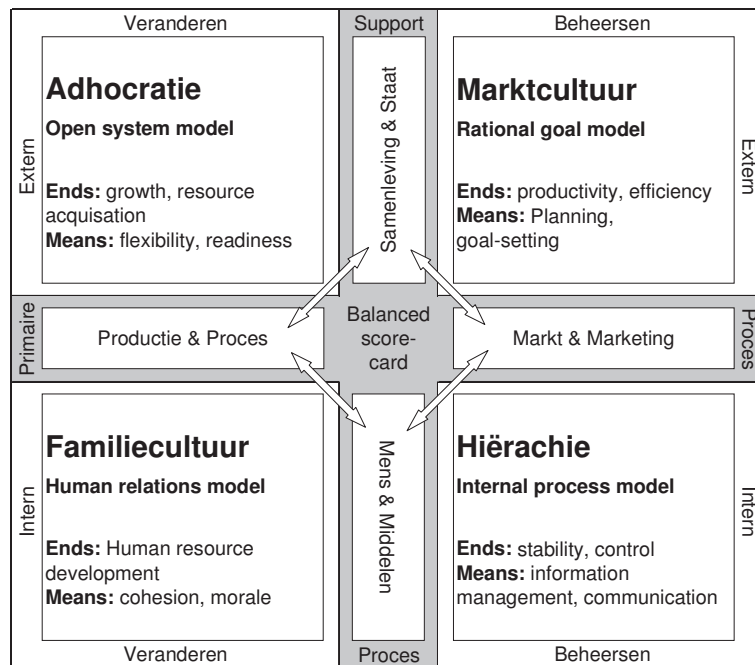 Veranderen
Support
Beheersen
Extern
Adhocratie
Open system model
Ends: growth, resource
acquisation
Means: flexibility, readiness
Samenleving & Staat
Marktcultuur
Rational goal model
Ends: productivity, efficiency
Means: Planning,
goal-setting
Extern
Primaire
Productie & Proces
Balanced
score-
card
Markt & Marketing
Proces
Intern
Familiecultuur
Human relations model
Ends: Human resource
development
Means: cohesion, morale
Mens & Middelen
Hiërachie
Internal process model
Ends: stability, control
Means: information
management, communication
Intern
Veranderen
Proces
Beheersen